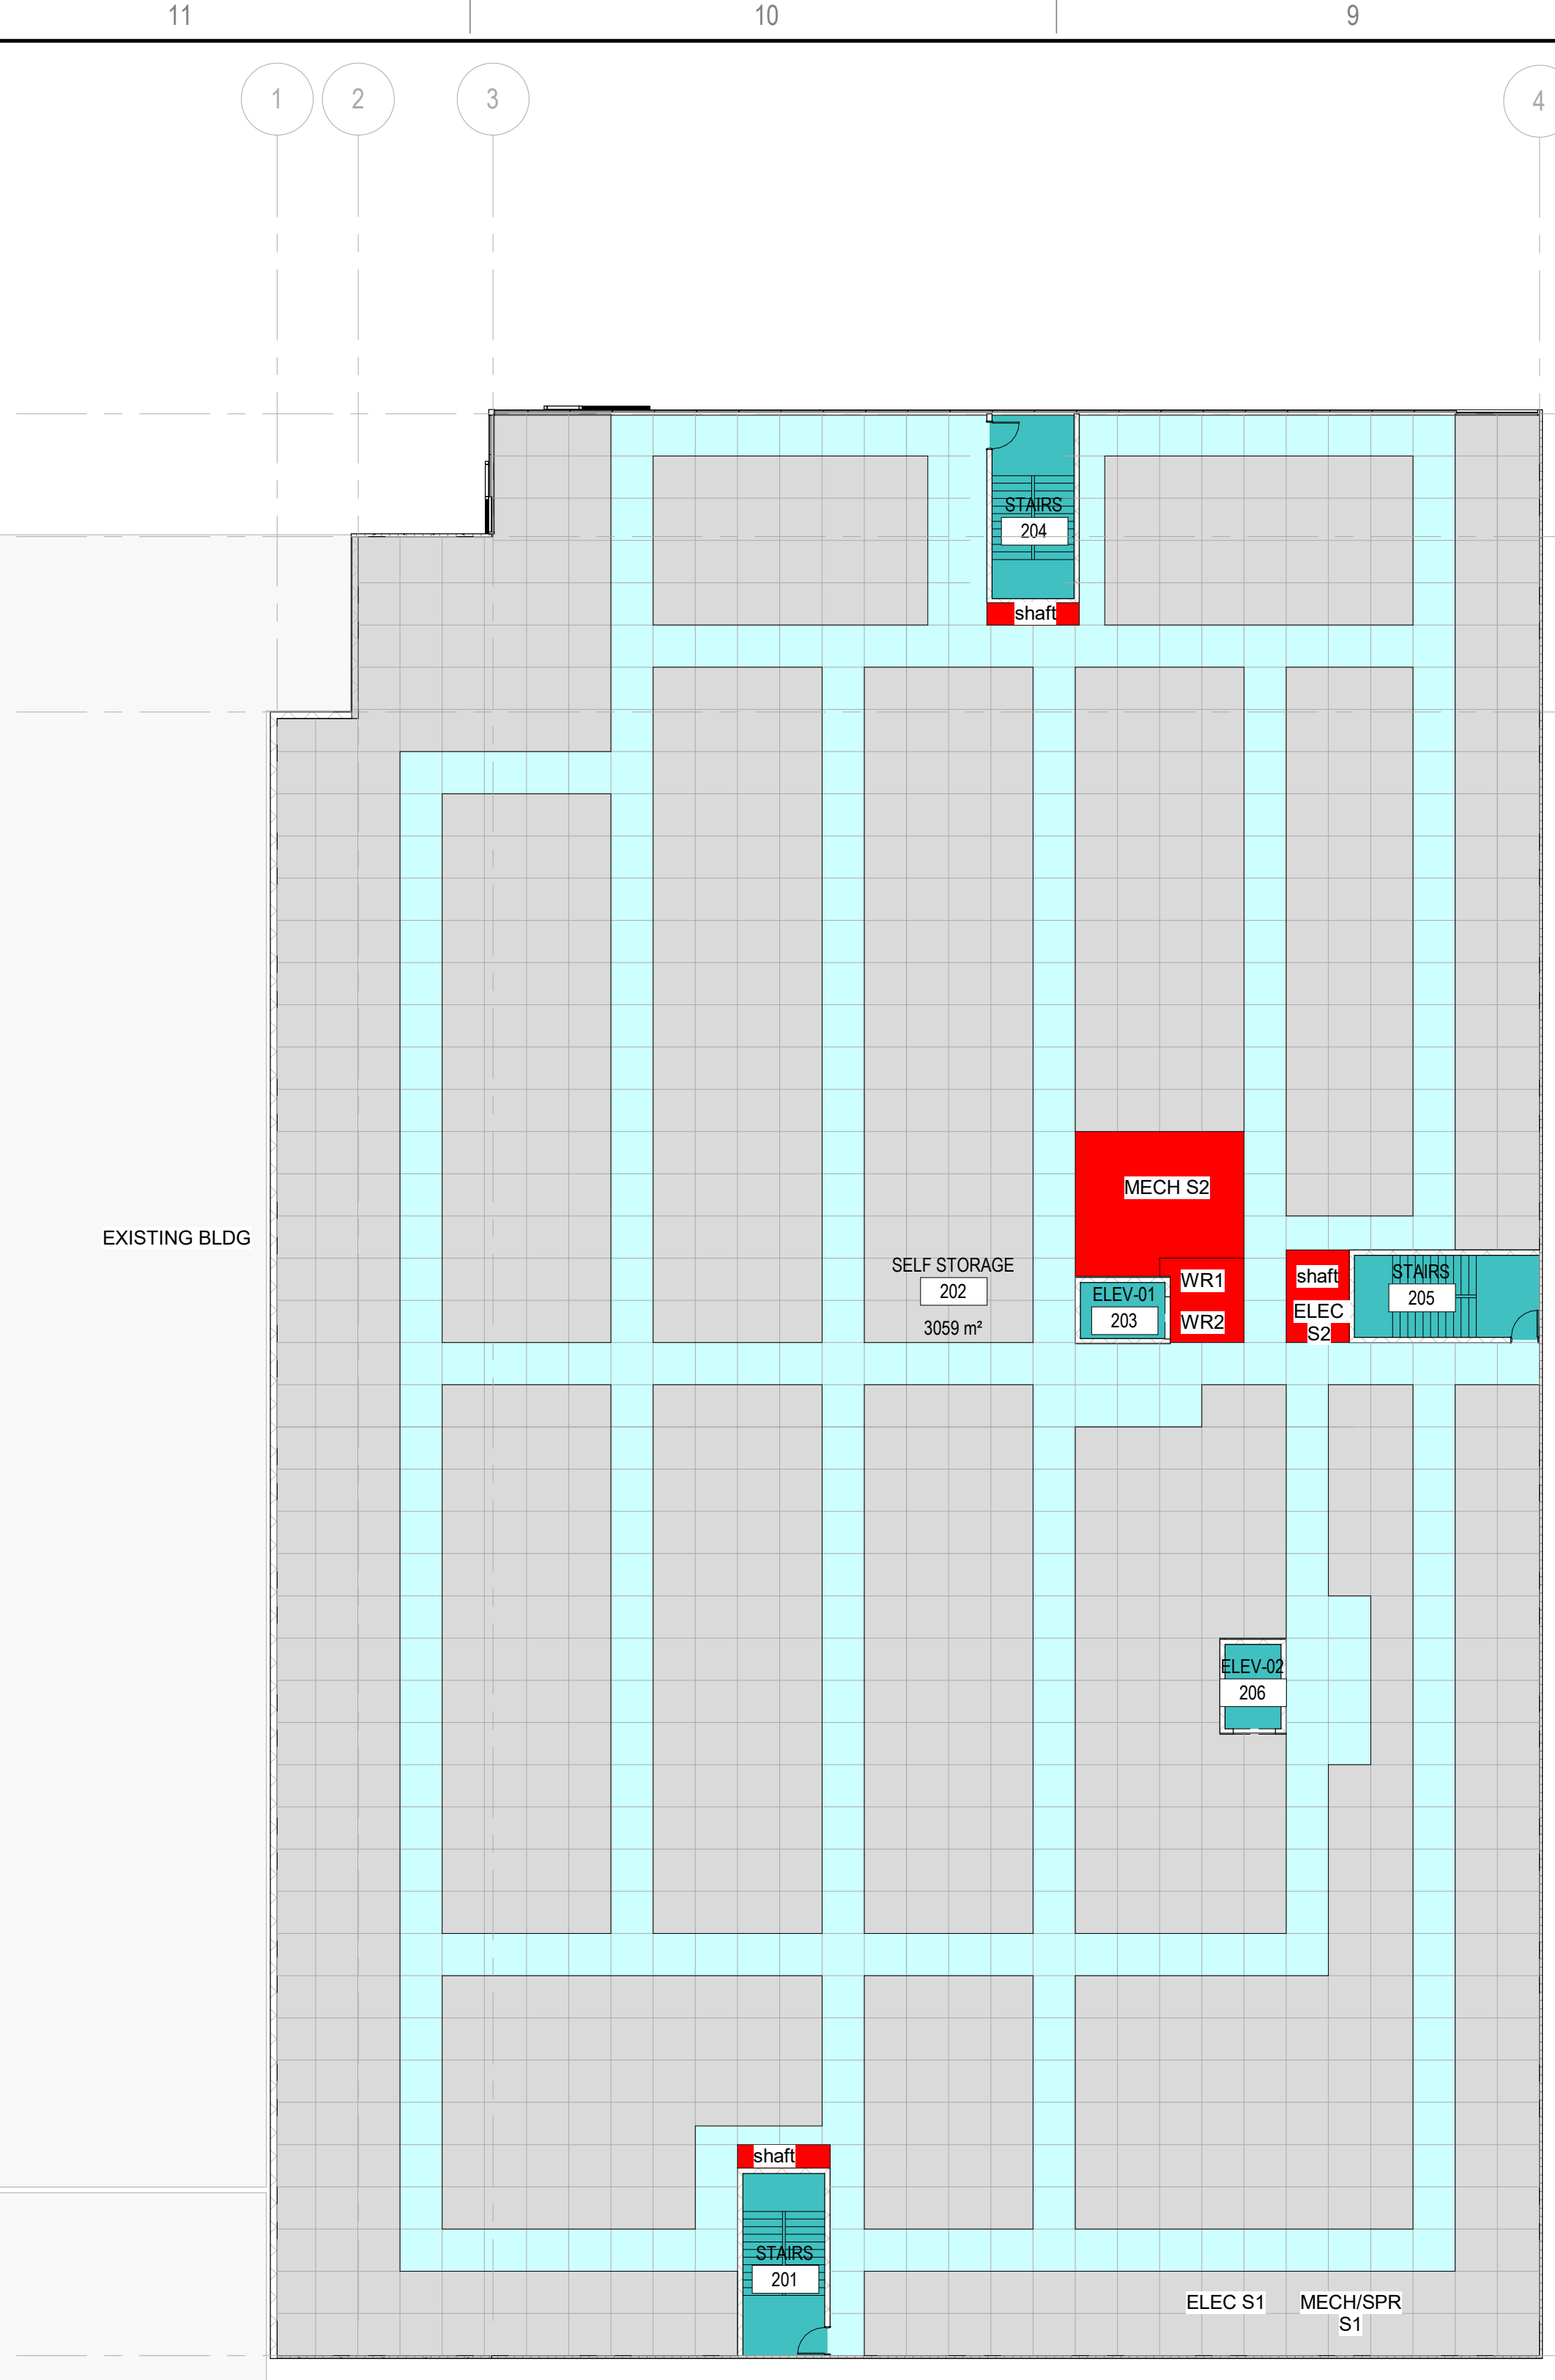 11
10
9
1
2
3
4
STAIRS
204
shaft
MECH S2
EXISTING BLDG
SELF STORAGE
202
3059 m²
ELEV-01
203
WR1
WR2
shaft
ELEC
S2
STAIRS
205
ELEV-02
206
shaft
STAIRS
201
ELEC S1
MECH/SPR
S1